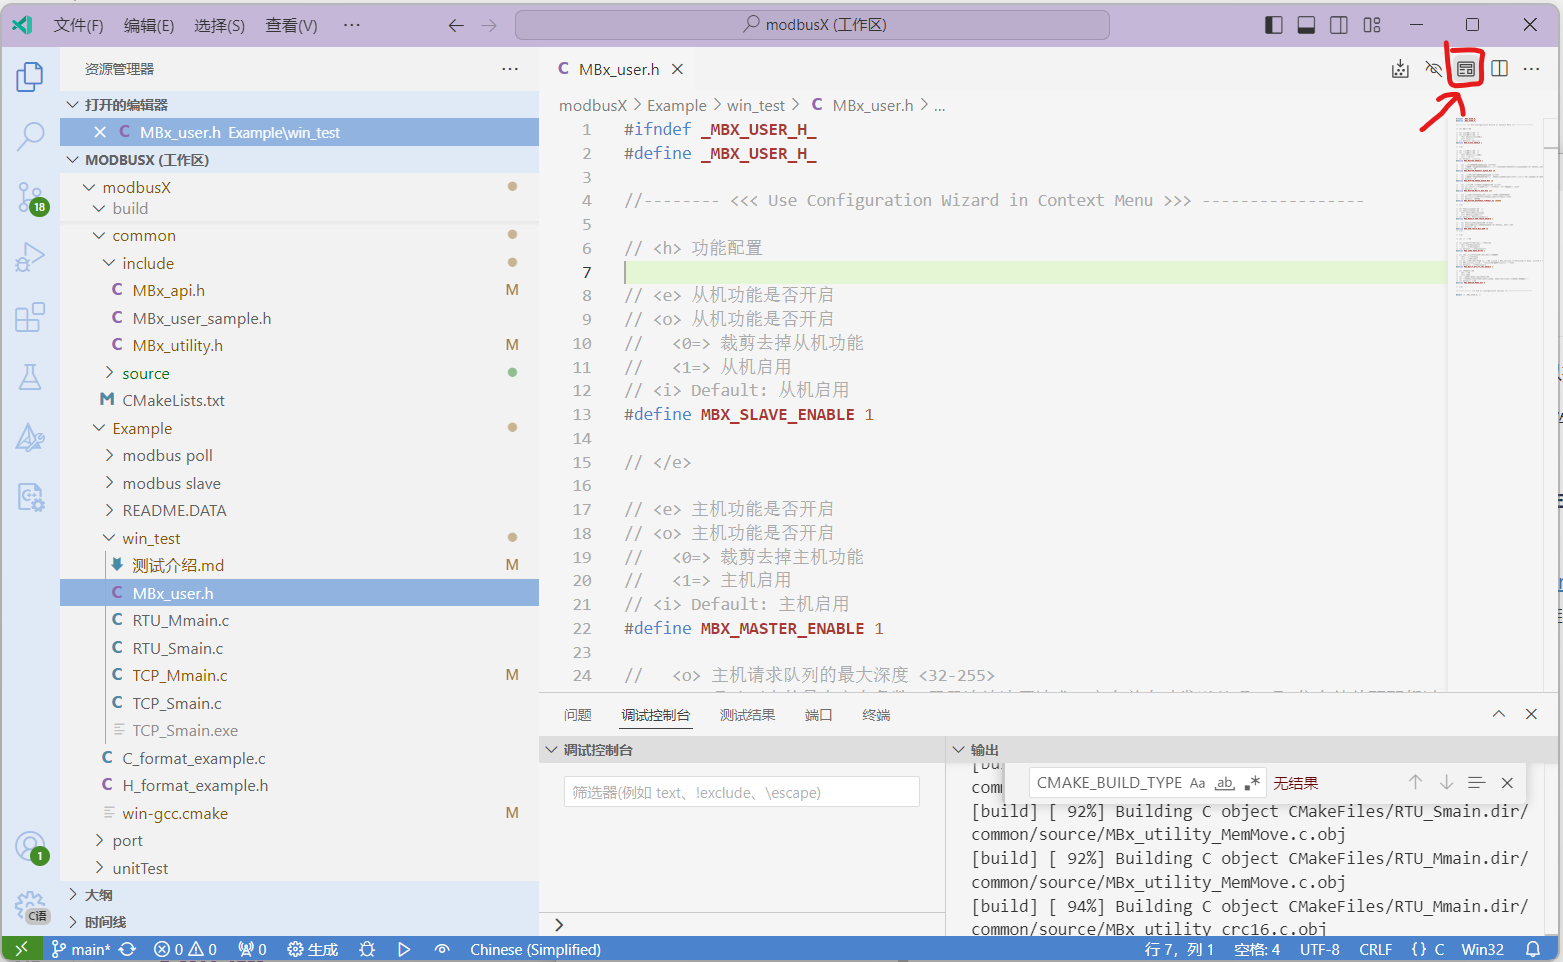 文件(F) 编辑(E) 选择(S) 查看(V) ··· modbusX (工作区)
资源管理器
打开的编辑器
MBx_user.h Example\win_test
MODBUSX (工作区)
modbusX
build
common
include
MBx_api.h M
MBx_user_sample.h
MBx_utility.h M
source
CMakeLists.txt
Example
modbus poll
modbus slave
README.DATA
win_test
测试介绍.md M
MBx_user.h
RTU_Mmain.c
RTU_Smain.c
TCP_Mmain.c M
TCP_Smain.c
TCP_Smain.exe
C_format_example.c
H_format_example.h
win-gcc.cmake M
port
unitTest
大纲
时间线
18
1
C语
MBx_user.h
modbusX > Example > win_test > C MBx_user.h > ...
1 #ifndef _MBX_USER_H_
2 #define _MBX_USER_H_
3
4 //-------- <<< Use Configuration Wizard in Context Menu >>> -----------------
5
6 // <h> 功能配置
7
8 // <e> 从机功能是否开启
9 // <o> 从机功能是否开启
10 //   <0=> 裁剪去掉从机功能
11 //   <1=> 从机启用
12 // <i> Default: 从机启用
13 #define MBX_SLAVE_ENABLE 1
14
15 // </e>
16
17 // <e> 主机功能是否开启
18 // <o> 主机功能是否开启
19 //   <0=> 裁剪去掉主机功能
20 //   <1=> 主机启用
21 // <i> Default: 主机启用
22 #define MBX_MASTER_ENABLE 1
23
24 //   <o> 主机请求队列的最大深度 <32-255>
问题 调试控制台 测试结果 端口 终端
调试控制台
筛选器(例如 text、!exclude、\escape)
输出
CMAKE_BUILD_TYPE Aa ab 无结果
[build] [ 92%] Building C object CMakeFiles/RTU_Smain.dir/
common/source/MBx_utility_MemMove.c.obj
[build] [ 92%] Building C object CMakeFiles/RTU_Mmain.dir/
common/source/MBx_utility_MemMove.c.obj
[build] [ 94%] Building C object CMakeFiles/RTU_Mmain.dir/
common/source/MBx_utility_crc16.c.obj
main* 0 0 0 生成 Chinese (Simplified) 行 7，列 1 空格: 4 UTF-8 CRLF {} C Win32